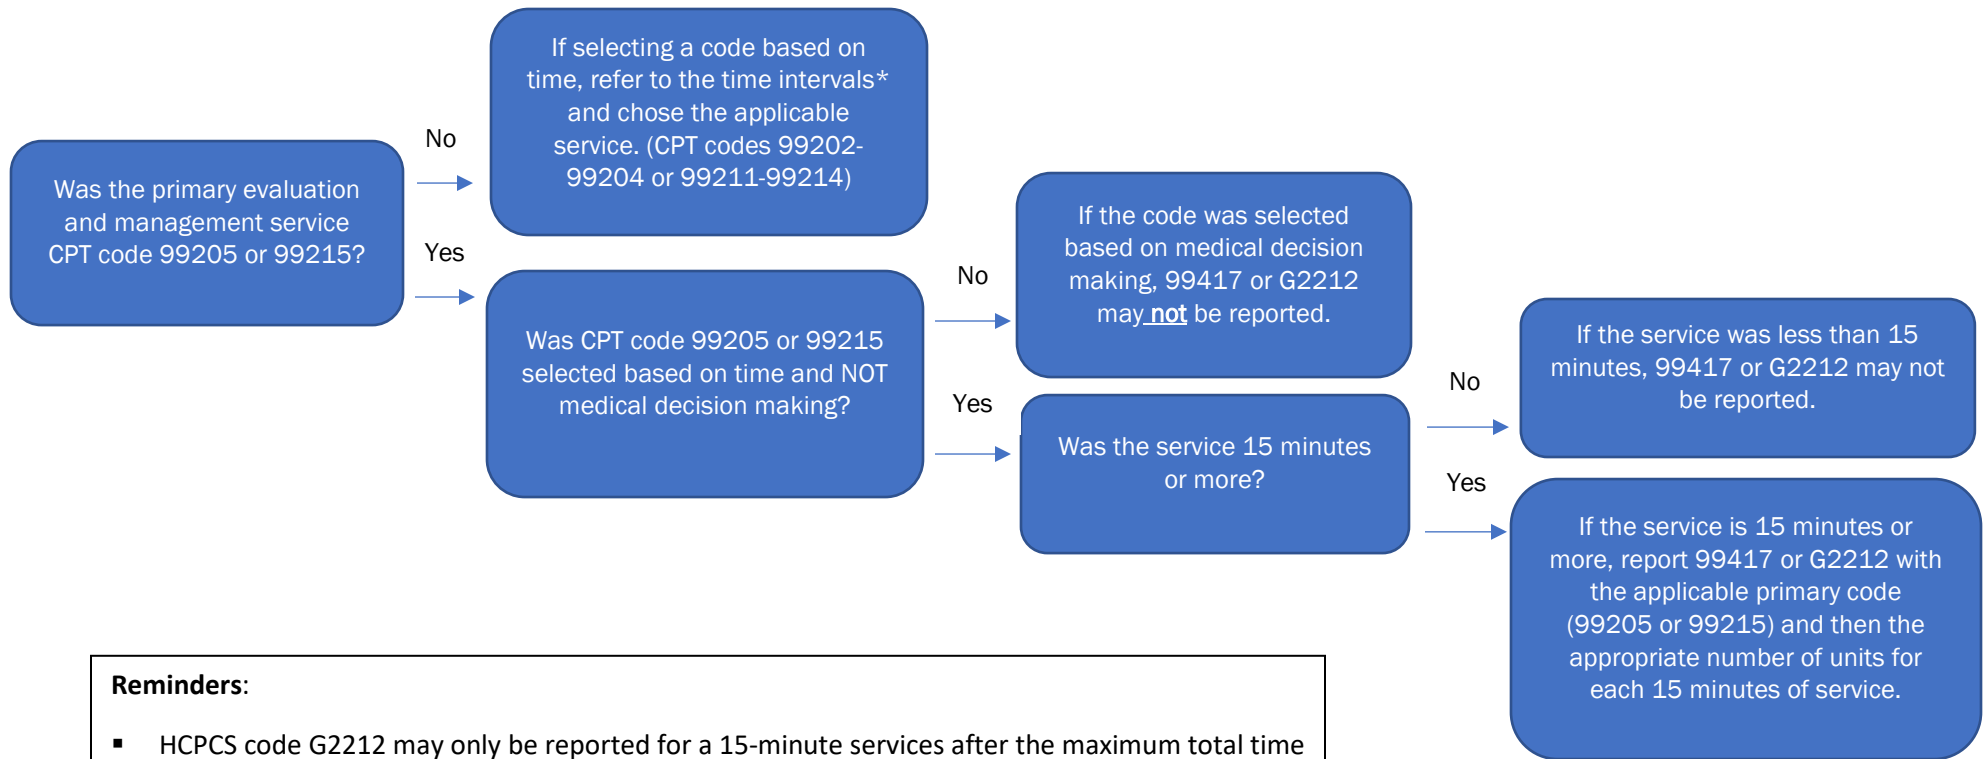 Was the primary evaluation
and management service
CPT code 99205 or 99215?
No
Yes
If selecting a code based on
time, refer to the time intervals*
and chose the applicable
service. (CPT codes 99202-
99204 or 99211-99214)
Was CPT code 99205 or 99215
selected based on time and NOT
medical decision making?
No
Yes
If the code was selected
based on medical decision
making, 99417 or G2212
may not be reported.
Was the service 15 minutes
or more?
No
Yes
If the service was less than 15
minutes, 99417 or G2212 may not
be reported.
If the service is 15 minutes or
more, report 99417 or G2212 with
the applicable primary code
(99205 or 99215) and then the
appropriate number of units for
each 15 minutes of service.
Reminders:
▪ HCPCS code G2212 may only be reported for a 15-minute services after the maximum total time